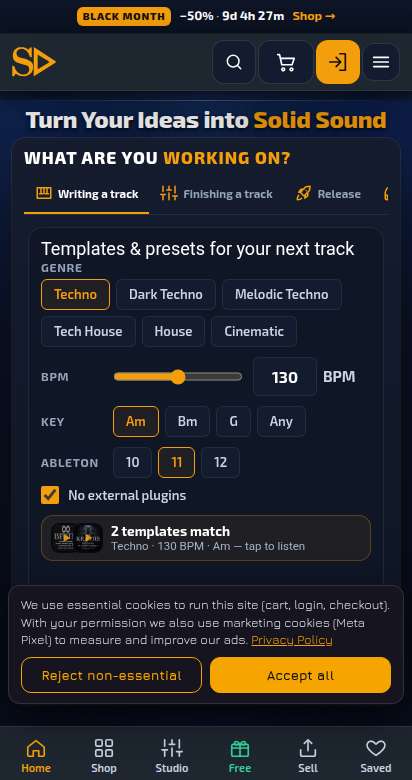 BLACK MONTH −50% · 9d 4h 27m Shop →
Turn Your Ideas into Solid Sound
WHAT ARE YOU WORKING ON?
Writing a track Finishing a track Release
Templates & presets for your next track
GENRE
Techno Dark Techno Melodic Techno
Tech House House Cinematic
BPM 130 BPM
KEY Am Bm G Any
ABLETON 10 11 12
No external plugins
2 templates match
Techno · 130 BPM · Am — tap to listen
We use essential cookies to run this site (cart, login, checkout).
With your permission we also use marketing cookies (Meta
Pixel) to measure and improve our ads. Privacy Policy
Reject non-essential Accept all
Home Shop Studio Free Sell Saved